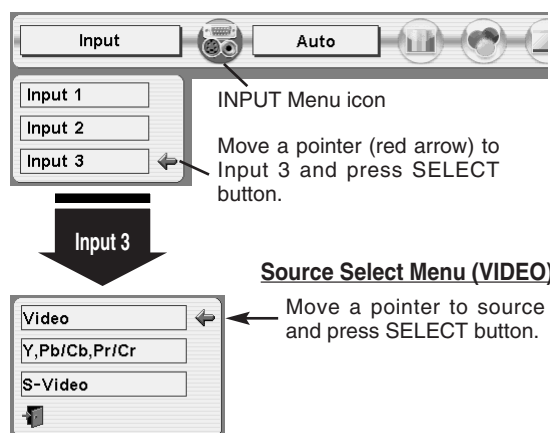 Input
Auto
Input 1
Input 2
Input 3
INPUT Menu icon
Move a pointer (red arrow) to
Input 3 and press SELECT
button.
Input 3
Source Select Menu (VIDEO)
Video
Y,Pb/Cb,Pr/Cr
S-Video
Move a pointer to source
and press SELECT button.